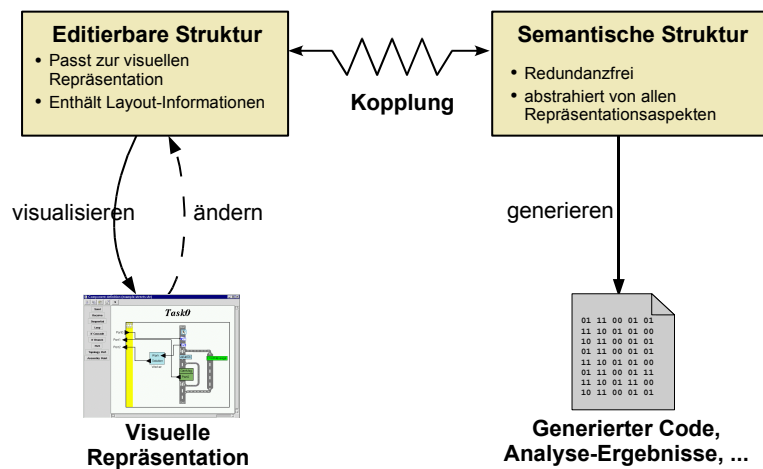 Editierbare Struktur
• Passt zur visuellen
Repräsentation
• Enthält Layout-Informationen
Kopplung
Semantische Struktur
• Redundanzfrei
• abstrahiert von allen
Repräsentationsaspekten
visualisieren
ändern
generieren
Task0
01 11 00 01 01
11 10 01 01 00
10 11 00 01 01
01 11 00 01 01
01 11 10 01 01
11 00 01 01 11
11 10 01 11 00
10 11 00 01 01
Visuelle
Repräsentation
Generierter Code,
Analyse-Ergebnisse, ...